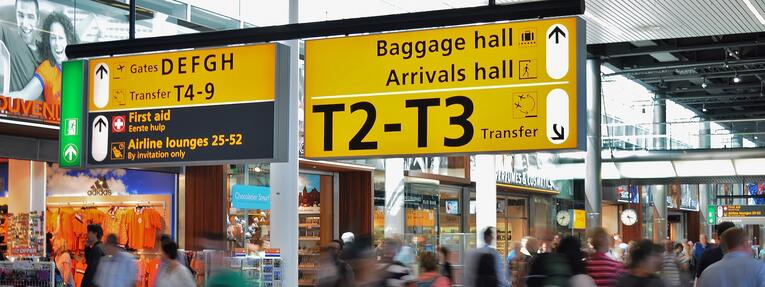 Gates D E F G H
Transfer T4-9
First aid
Eerste hulp
Airline lounges 25-52
By invitation only
Baggage hall
Arrivals hall
T2-T3 Transfer
adidas